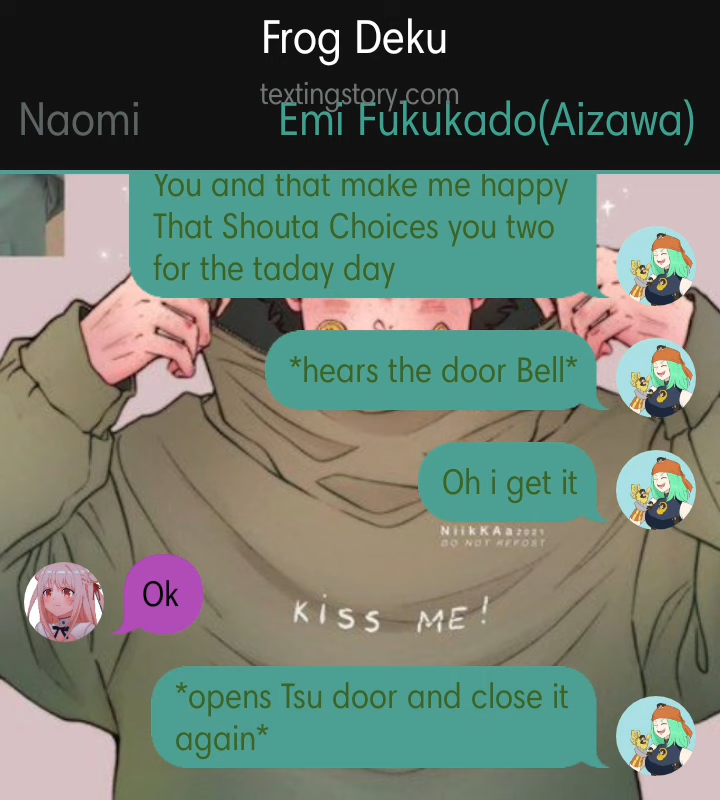 Frog Deku
textingstory.com
Naomi
Emi Fukukado(Aizawa)
You and that make me happy
That Shouta Choices you two
for the taday day
*hears the door Bell*
Oh i get it
NiikKAa2021
DO NOT REPOST
Ok
KiSS ME!
*opens Tsu door and close it
again*